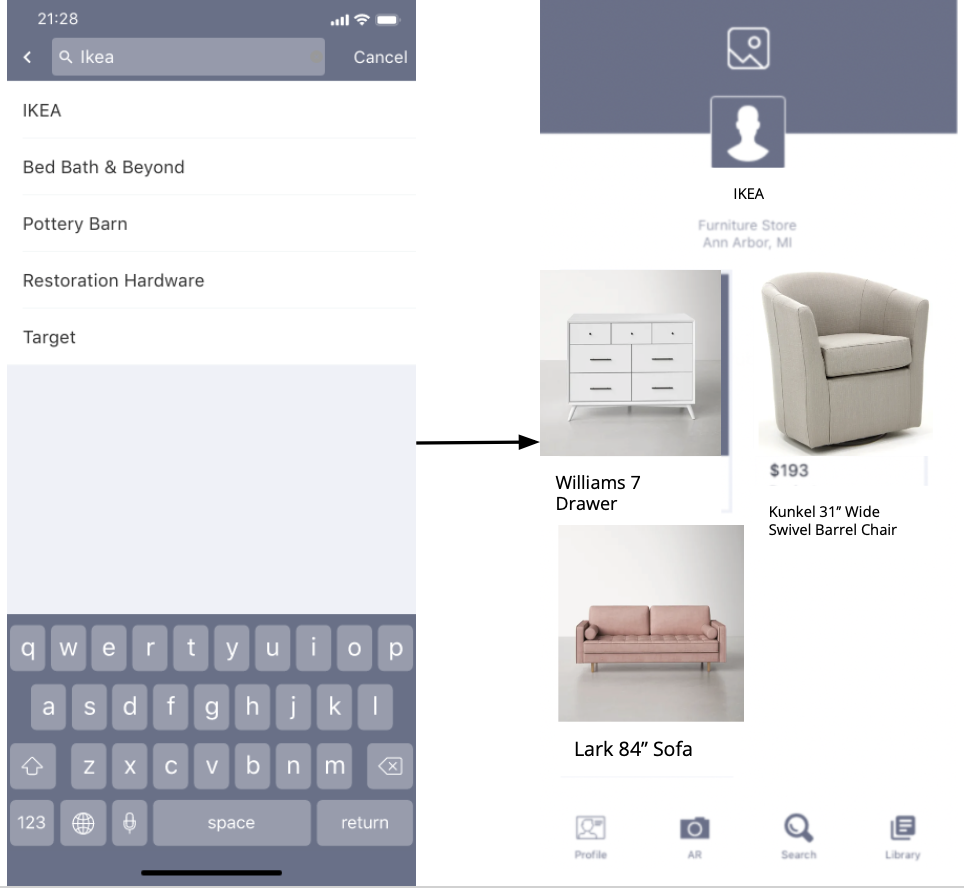 21:28
Ikea
Cancel
IKEA
Bed Bath & Beyond
Pottery Barn
Restoration Hardware
Target
q w e r t y u i o p
a s d f g h j k l
z x c v b n m
123
space
return
IKEA
Furniture Store
Ann Arbor, MI
Williams 7
Drawer
$193
Kunkel 31” Wide
Swivel Barrel Chair
Lark 84” Sofa
Profile
AR
Search
Library